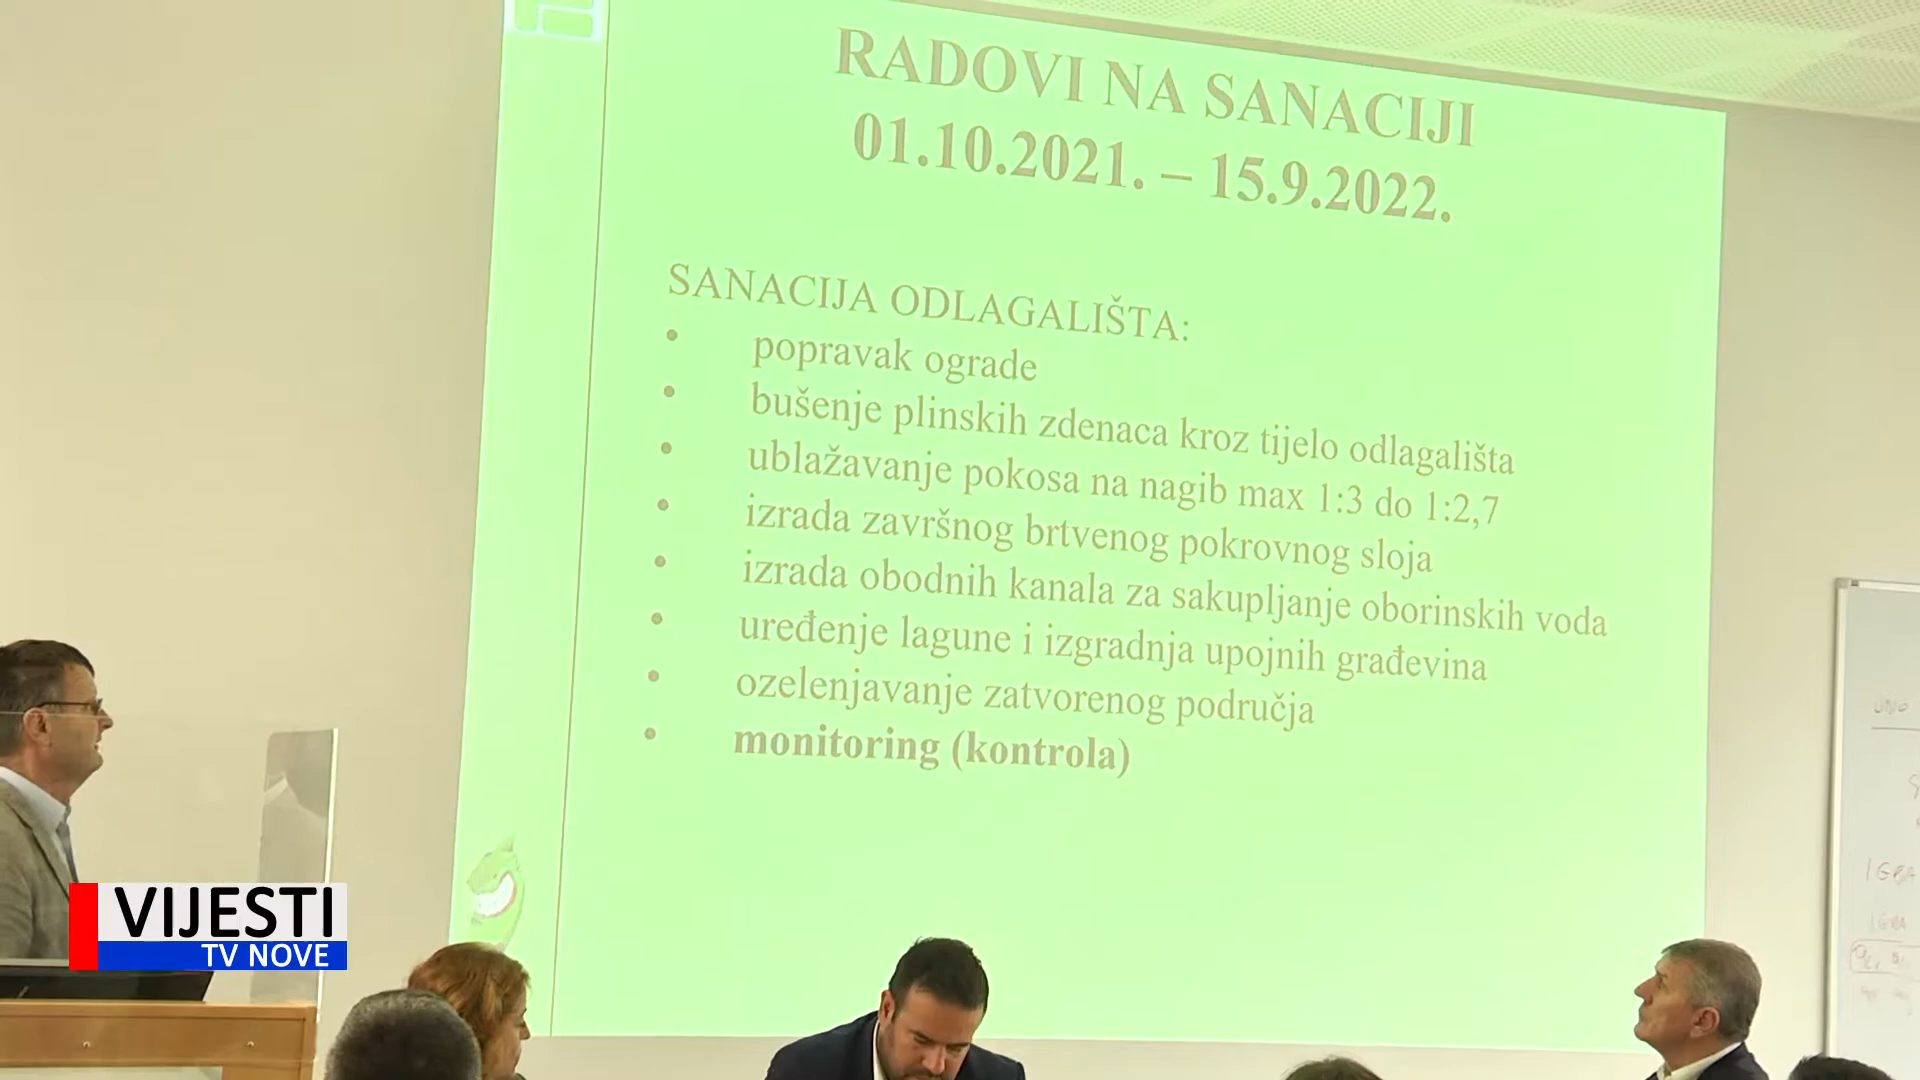 RADOVI NA SANACIJI
01.10.2021. – 15.9.2022.
SANACIJA ODLAGALIŠTA:
• popravak ograde
• bušenje plinskih zdenaca kroz tijelo odlagališta
• ublažavanje pokosa na nagib max 1:3 do 1:2,7
• izrada završnog brtvenog pokrovnog sloja
• izrada obodnih kanala za sakupljanje oborinskih voda
• uređenje lagune i izgradnja upojnih građevina
• ozelenjavanje zatvorenog područja
• monitoring (kontrola)
VIJESTI
TV NOVE